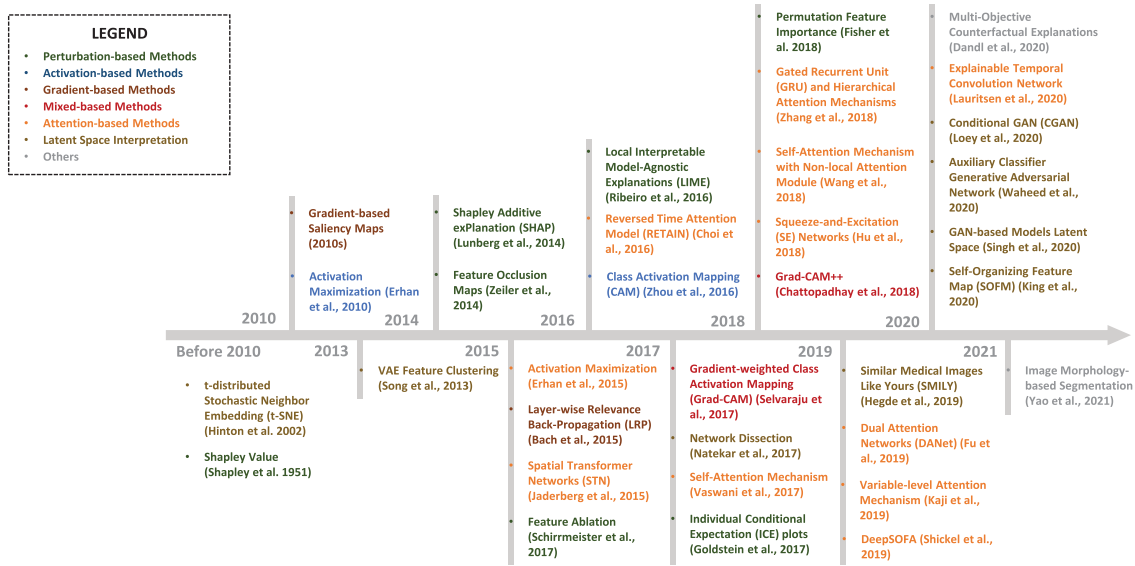 LEGEND
• Perturbation-based Methods
• Activation-based Methods
• Gradient-based Methods
• Mixed-based Methods
• Attention-based Methods
• Latent Space Interpretation
• Others
2010
• Gradient-based
Saliency Maps
(2010s)
• Activation
Maximization (Erhan
et al., 2010)
2014
• Shapley Additive
exPlanation (SHAP)
(Lunberg et al., 2014)
• Feature Occlusion
Maps (Zeiler et al.,
2014)
2016
• Local Interpretable
Model-Agnostic
Explanations (LIME)
(Ribeiro et al., 2016)
• Reversed Time Attention
Model (RETAIN) (Choi et
al., 2016)
• Class Activation Mapping
(CAM) (Zhou et al., 2016)
2018
• Permutation Feature
Importance (Fisher et
al. 2018)
• Gated Recurrent Unit
(GRU) and Hierarchical
Attention Mechanisms
(Zhang et al., 2018)
• Self-Attention Mechanism
with Non-local Attention
Module (Wang et al.,
2018)
• Squeeze-and-Excitation
(SE) Networks (Hu et al.,
2018)
• Grad-CAM++
(Chattopadhay et al., 2018)
2020
• Multi-Objective
Counterfactual Explanations
(Dandl et al., 2020)
• Explainable Temporal
Convolution Network
(Lauritsen et al., 2020)
• Conditional GAN (CGAN)
(Loey et al., 2020)
• Auxiliary Classifier
Generative Adversarial
Network (Waheed et al.,
2020)
• GAN-based Models Latent
Space (Singh et al., 2020)
• Self-Organizing Feature
Map (SOFM) (King et al.,
2020)
Before 2010
• t-distributed
Stochastic Neighbor
Embedding (t-SNE)
(Hinton et al. 2002)
• Shapley Value
(Shapley et al. 1951)
2013
• VAE Feature Clustering
(Song et al., 2013)
2015
• Activation Maximization
(Erhan et al., 2015)
• Layer-wise Relevance
Back-Propagation (LRP)
(Bach et al., 2015)
• Spatial Transformer
Networks (STN)
(Jaderberg et al., 2015)
• Feature Ablation
(Schirrmeister et al.,
2017)
2017
• Gradient-weighted Class
Activation Mapping
(Grad-CAM) (Selvaraju et
al., 2017)
• Network Dissection
(Natekar et al., 2017)
• Self-Attention Mechanism
(Vaswani et al., 2017)
• Individual Conditional
Expectation (ICE) plots
(Goldstein et al., 2017)
2019
• Similar Medical Images
Like Yours (SMILY)
(Hegde et al., 2019)
• Dual Attention
Networks (DANet) (Fu et
al., 2019)
• Variable-level Attention
Mechanism (Kaji et al.,
2019)
• DeepSOFA (Shickel et al.,
2019)
2021
• Image Morphology-
based Segmentation
(Yao et al., 2021)